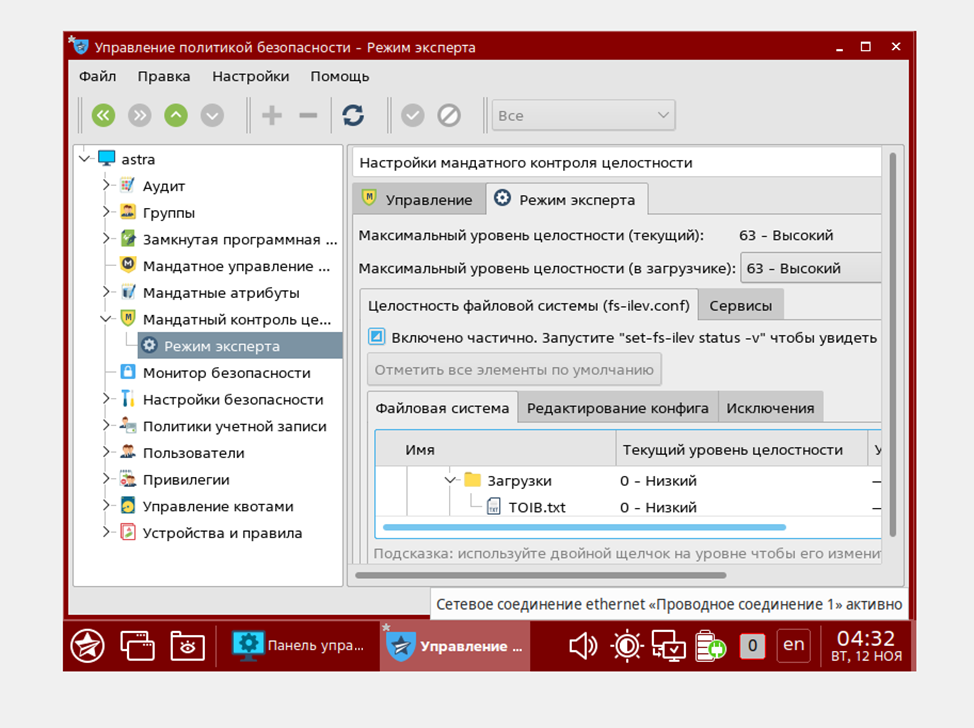 Управление политикой безопасности - Режим эксперта
Файл Правка Настройки Помощь
Все
astra
Аудит
Группы
Замкнутая программная ...
Мандатное управление ...
Мандатные атрибуты
Мандатный контроль це...
Режим эксперта
Монитор безопасности
Настройки безопасности
Политики учетной записи
Пользователи
Привилегии
Управление квотами
Устройства и правила
Настройки мандатного контроля целостности
Управление Режим эксперта
Максимальный уровень целостности (текущий): 63 - Высокий
Максимальный уровень целостности (в загрузчике): 63 - Высокий
Целостность файловой системы (fs-ilev.conf) Сервисы
Включено частично. Запустите "set-fs-ilev status -v" чтобы увидеть
Отметить все элементы по умолчанию
Файловая система Редактирование конфига Исключения
Имя Текущий уровень целостности У
Загрузки 0 - Низкий —
TOIB.txt 0 - Низкий —
Подсказка: используйте двойной щелчок на уровне чтобы его измени
Сетевое соединение ethernet «Проводное соединение 1» активно
Панель упра... Управление ... 0 en 04:32
ВТ, 12 НОЯ